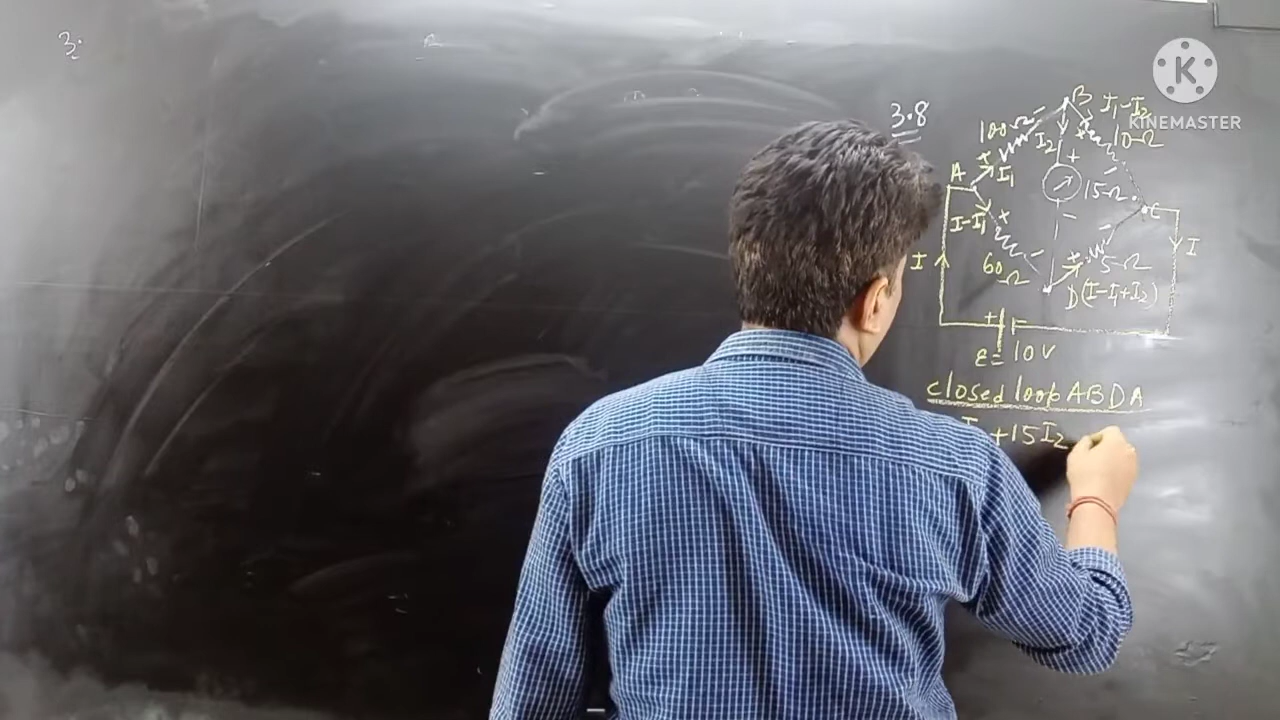 3.
3.8
KINEMASTER
B
I1-I2
100Ω
I2
+
10Ω
A
I1
15Ω
C
I-I1
I
I
60
Ω
5Ω
D(I-I1+I2)
+
-
ε= 10V
closed loop ABDA
+15I2